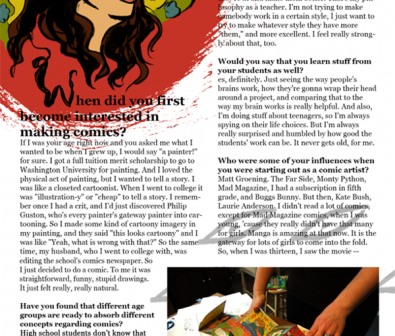 When did you first
become interested in
making comics?
If I was your age right now and you asked me what I
wanted to be when I grew up, I would say "a painter!"
for sure. I got a full tuition merit scholarship to go to
Washington University for painting. And I loved the
physical act of painting, but I wanted to tell a story. I
was like a closeted cartoonist. When I went to college it
was "illustration-y" or "cheap" to tell a story. I remem-
ber once I had a crit, and I'd just discovered Philip
Guston, who's every painter's gateway painter into car-
tooning. So I made some kind of cartoony imagery in
my painting, and they said "this looks cartoony" and I
was like "Yeah, what is wrong with that?" So the same
time, my husband, who I went to college with, was
editing the school's comics newspaper. So
I just decided to do a comic. To me it was
straightforward, funny, stupid drawings.
It just felt really, really natural.
Have you found that different age
groups are ready to absorb different
concepts regarding comics?
High school students don't know that
losophy as a teacher. I'm not trying to make
somebody work in a certain style, I just want to
try to make whatever style they have more
"them," and more excellent. I feel really strong-
ly about that, too.
Would you say that you learn stuff from
your students as well?
es, definitely. Just seeing the way people's
brains work, how they're gonna wrap their head
around a project, and comparing that to the
way my brain works is really helpful. And also,
I'm doing stuff about teenagers, so I'm always
spying on their life choices. But I'm always
really surprised and humbled by how good the
students' work can be. It never gets old, for me.
Who were some of your influences when
you were starting out as a comic artist?
Matt Groening, The Far Side, Monty Python,
Mad Magazine, I had a subscription in fifth
grade, and Bugs Bunny. But then, Kate Bush,
Laurie Anderson. I didn't read a lot of comics,
except for Mad Magazine comics, when I was
young, 'cause they really didn't have that many
for girls. Manga is amazing at that now. It is the
gateway for lots of girls to come into the fold.
So, when I was thirteen, I saw the movie --